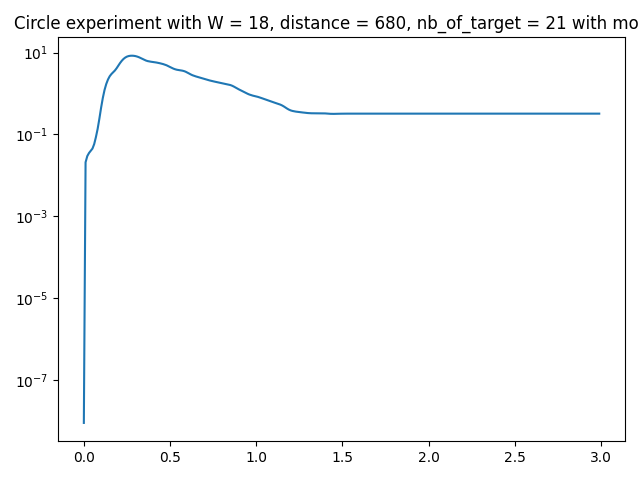 Circle experiment with W = 18, distance = 680, nb_of_target = 21 with mo
10¹
10⁻¹
10⁻³
10⁻⁵
10⁻⁷
0.0 0.5 1.0 1.5 2.0 2.5 3.0